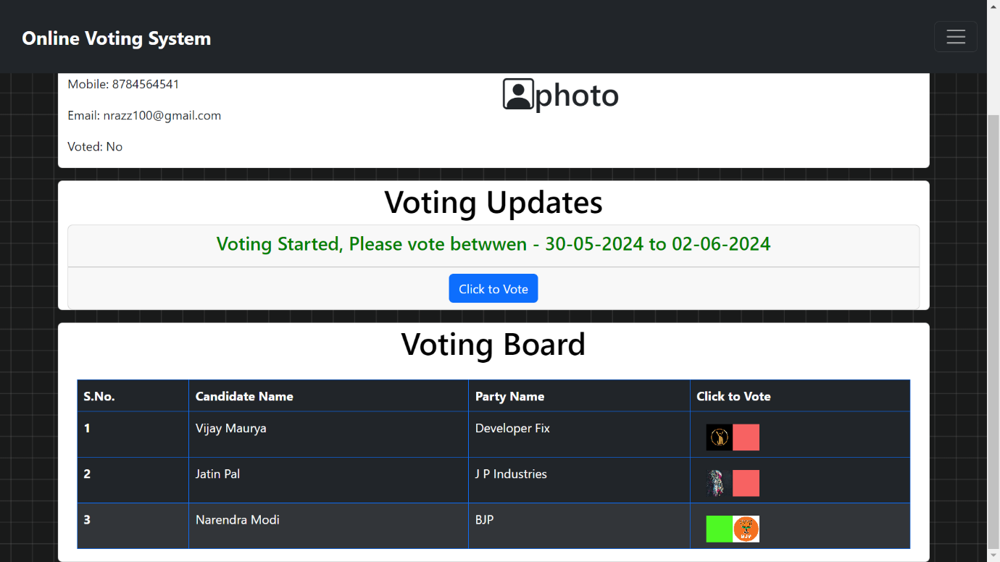 Online Voting System
Mobile: 8784564541
photo
Email: nrazz100@gmail.com
Voted: No
Voting Updates
Voting Started, Please vote betwwen - 30-05-2024 to 02-06-2024
Click to Vote
Voting Board
S.No. Candidate Name Party Name Click to Vote
1 Vijay Maurya Developer Fix
2 Jatin Pal J P Industries
3 Narendra Modi BJP
BJP